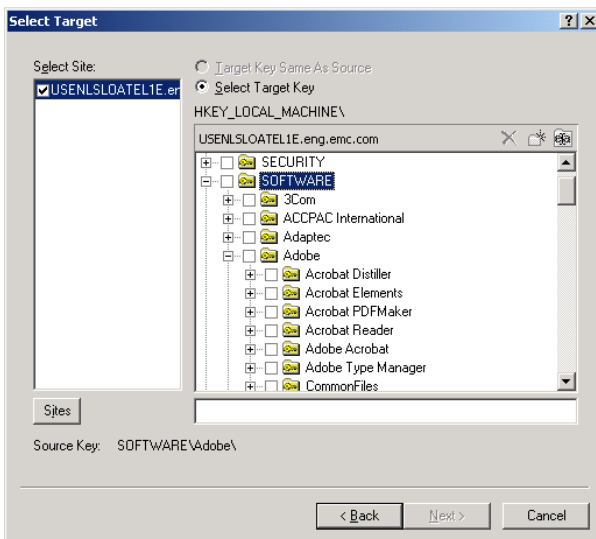 Select Target
Select Site:
USENLSLOATEL1E.er
Target Key Same As Source
Select Target Key
HKEY_LOCAL_MACHINE\
USENLSLOATEL1E.eng.emc.com
SECURITY
SOFTWARE
3Com
ACCPAC International
Adaptec
Adobe
Acrobat Distiller
Acrobat Elements
Acrobat PDFMaker
Acrobat Reader
Adobe Acrobat
Adobe Type Manager
CommonFiles
Sites
Source Key: SOFTWARE\Adobe\
< Back Next > Cancel